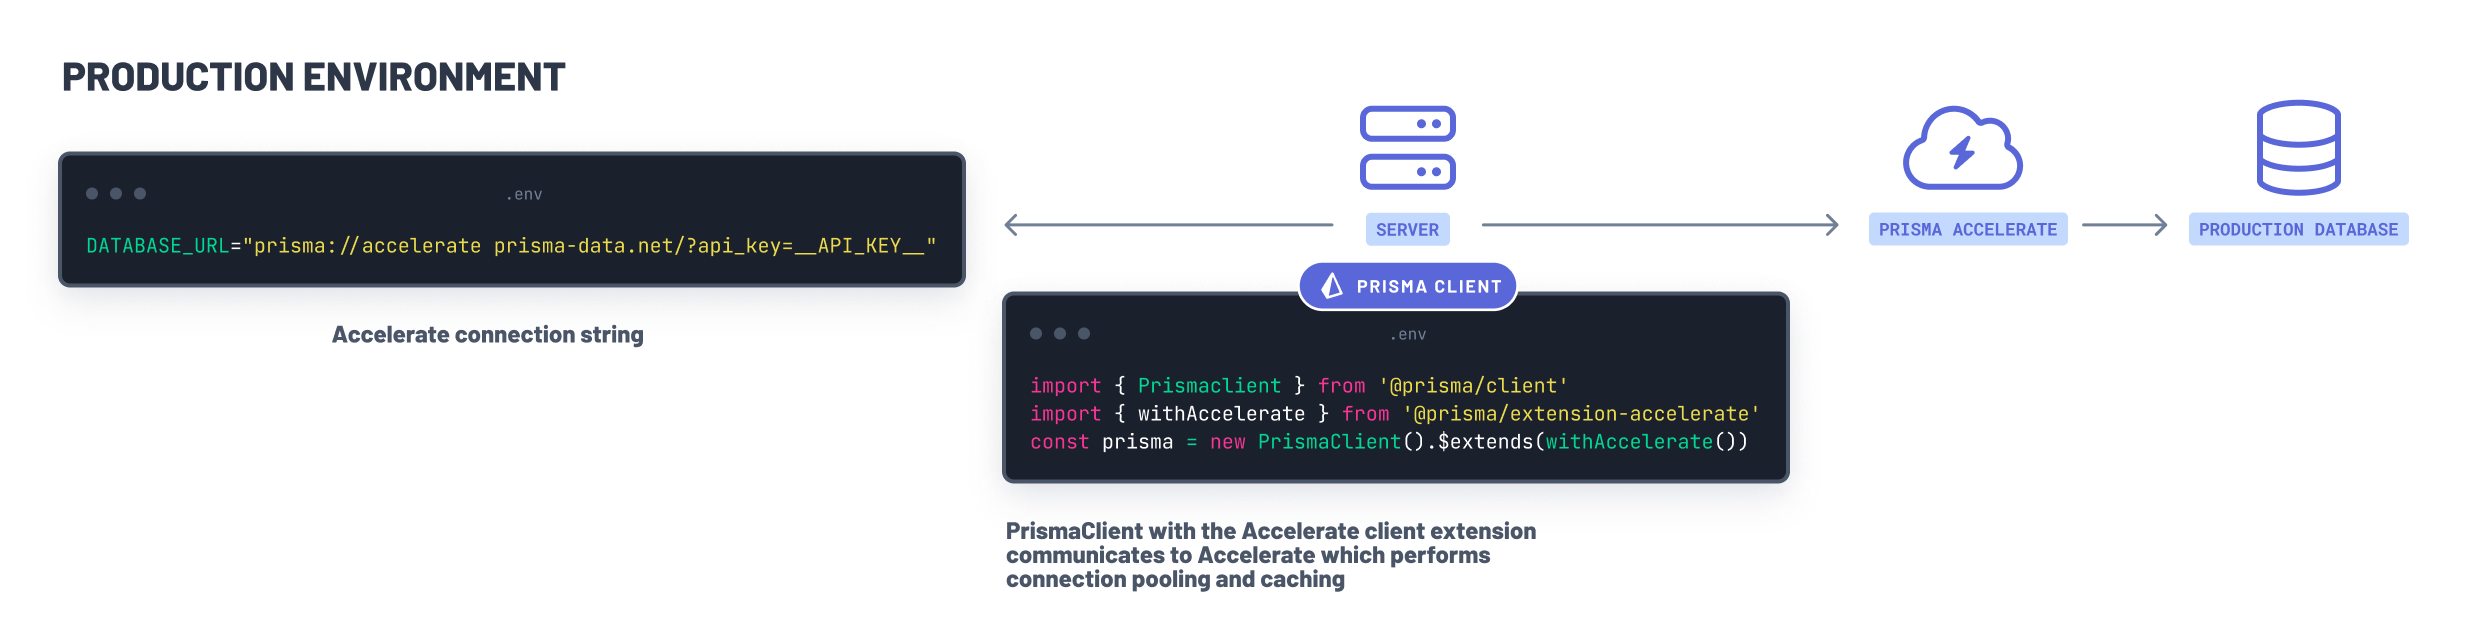 PRODUCTION ENVIRONMENT
.env
DATABASE_URL="prisma://accelerate prisma-data.net/?api_key=__API_KEY__"
Accelerate connection string
SERVER
PRISMA ACCELERATE
PRODUCTION DATABASE
PRISMA CLIENT
.env
import { Prismaclient } from '@prisma/client'
import { withAccelerate } from '@prisma/extension-accelerate'
const prisma = new PrismaClient().$extends(withAccelerate())
PrismaClient with the Accelerate client extension
communicates to Accelerate which performs
connection pooling and caching